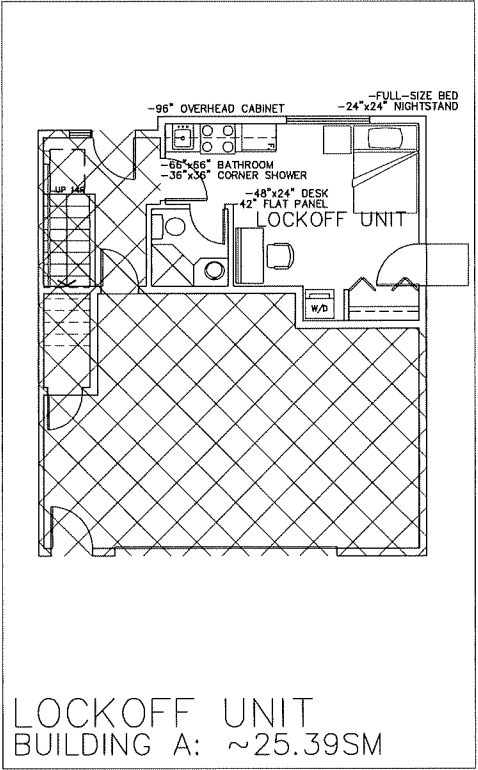 -FULL-SIZE BED
-96" OVERHEAD CABINET
-24"x24" NIGHTSTAND
F
-66"x66" BATHROOM
-36"x36" CORNER SHOWER
UP 14R
-48"x24" DESK
42" FLAT PANEL
LOCKOFF UNIT
W/D
LOCKOFF UNIT
BUILDING A: ~25.39SM